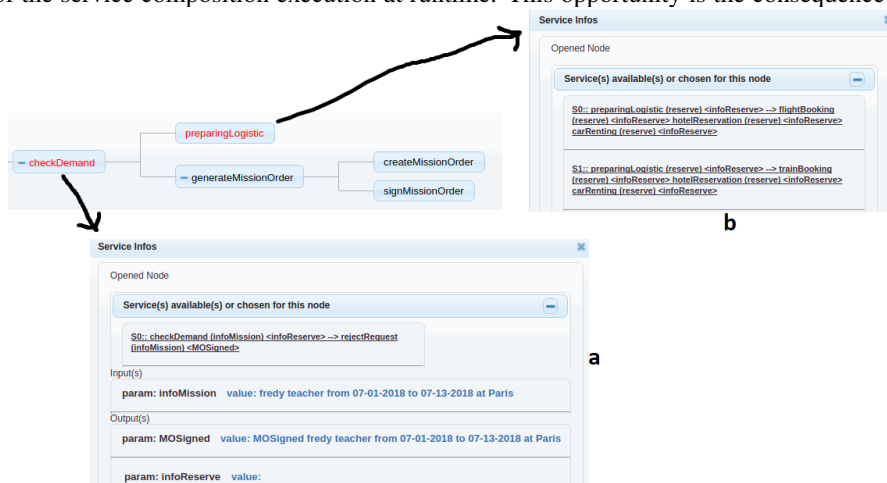 of the service composition execution at runtime. This opportunity is the consequence
Service Infos
Opened Node
Service(s) available(s) or chosen for this node
S0:: preparingLogistic (reserve) <infoReserve> --> flightBooking
(reserve) <infoReserve> hotelReservation (reserve) <infoReserve>
carRenting (reserve) <infoReserve>
S1:: preparingLogistic (reserve) <infoReserve> --> trainBooking
(reserve) <infoReserve> hotelReservation (reserve) <infoReserve>
carRenting (reserve) <infoReserve>
b
preparingLogistic
checkDemand
generateMissionOrder
createMissionOrder
signMissionOrder
Service Infos
Opened Node
Service(s) available(s) or chosen for this node
S0:: checkDemand (infoMission) <infoReserve> --> rejectRequest
(infoMission) <MOSigned>
Input(s)
param: infoMission value: fredy teacher from 07-01-2018 to 07-13-2018 at Paris
Output(s)
param: MOSigned value: MOSigned fredy teacher from 07-01-2018 to 07-13-2018 at Paris
param: infoReserve value:
a